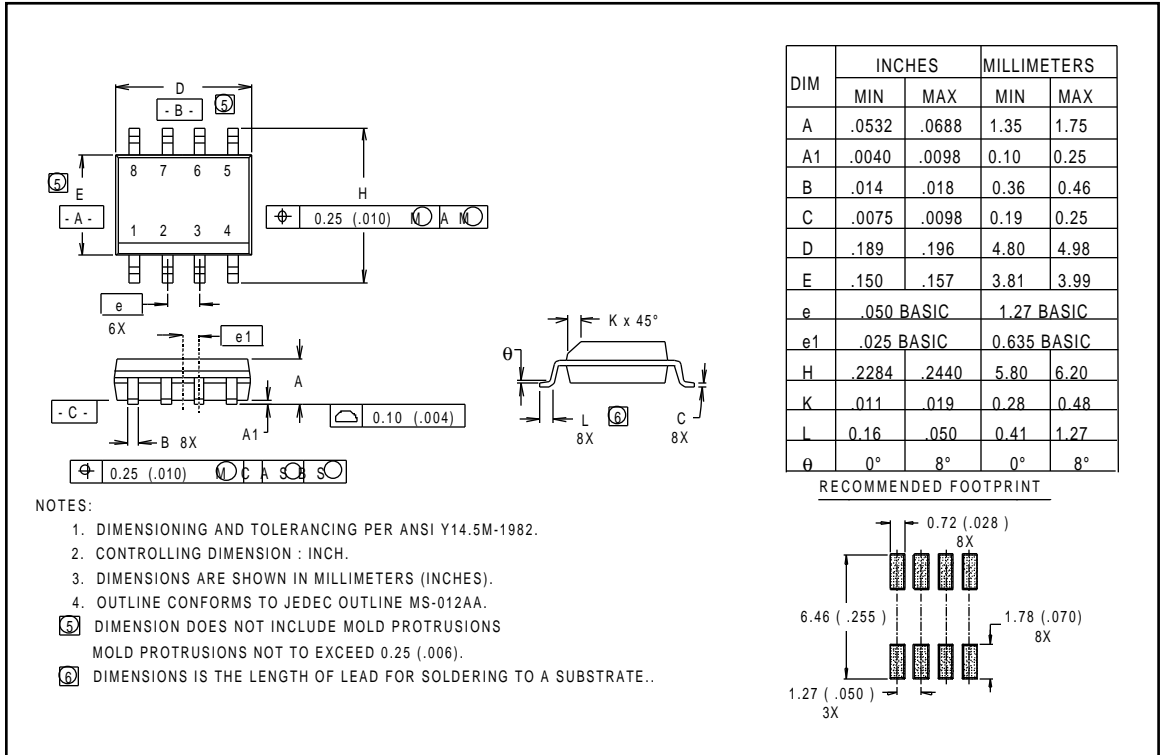 D
- B -
5
8 7 6 5
5
E
H
- A -
0.25 (.010) M A M
1 2 3 4
e
6X
e1
K x 45°
θ
A
- C -
0.10 (.004)
L
6
C
8X
8X
B 8X
A1
0.25 (.010) M C A S B S
DIM INCHES MILLIMETERS
MIN MAX MIN MAX
A .0532 .0688 1.35 1.75
A1 .0040 .0098 0.10 0.25
B .014 .018 0.36 0.46
C .0075 .0098 0.19 0.25
D .189 .196 4.80 4.98
E .150 .157 3.81 3.99
e .050 BASIC 1.27 BASIC
e1 .025 BASIC 0.635 BASIC
H .2284 .2440 5.80 6.20
K .011 .019 0.28 0.48
L 0.16 .050 0.41 1.27
θ 0° 8° 0° 8°
NOTES:
1. DIMENSIONING AND TOLERANCING PER ANSI Y14.5M-1982.
2. CONTROLLING DIMENSION : INCH.
3. DIMENSIONS ARE SHOWN IN MILLIMETERS (INCHES).
4. OUTLINE CONFORMS TO JEDEC OUTLINE MS-012AA.
5 DIMENSION DOES NOT INCLUDE MOLD PROTRUSIONS
MOLD PROTRUSIONS NOT TO EXCEED 0.25 (.006).
6 DIMENSIONS IS THE LENGTH OF LEAD FOR SOLDERING TO A SUBSTRATE..
RECOMMENDED FOOTPRINT
0.72 (.028 )
8X
6.46 ( .255 )
1.78 (.070)
8X
1.27 ( .050 )
3X